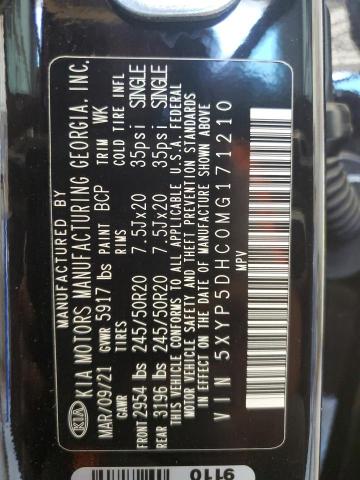 MANUFACTURED BY
KIA KIA MOTORS MANUFACTURING GEORGIA, INC.
MAR/09/21 GVWR 5917 lbs PAINT BCP TRIM WK
GAWR TIRES RIMS COLD TIRE INFL
FRONT 2954 lbs 245/50R20 7.5Jx20 35psi SINGLE
REAR 3196 lbs 245/50R20 7.5Jx20 35psi SINGLE
THIS VEHICLE CONFORMS TO ALL APPLICABLE U.S.A. FEDERAL
MOTOR VEHICLE SAFETY AND THEFT PREVENTION STANDARDS
IN EFFECT ON THE DATE OF MANUFACTURE SHOWN ABOVE.
VIN 5XYP5DHC0MG171210
MPV
9110